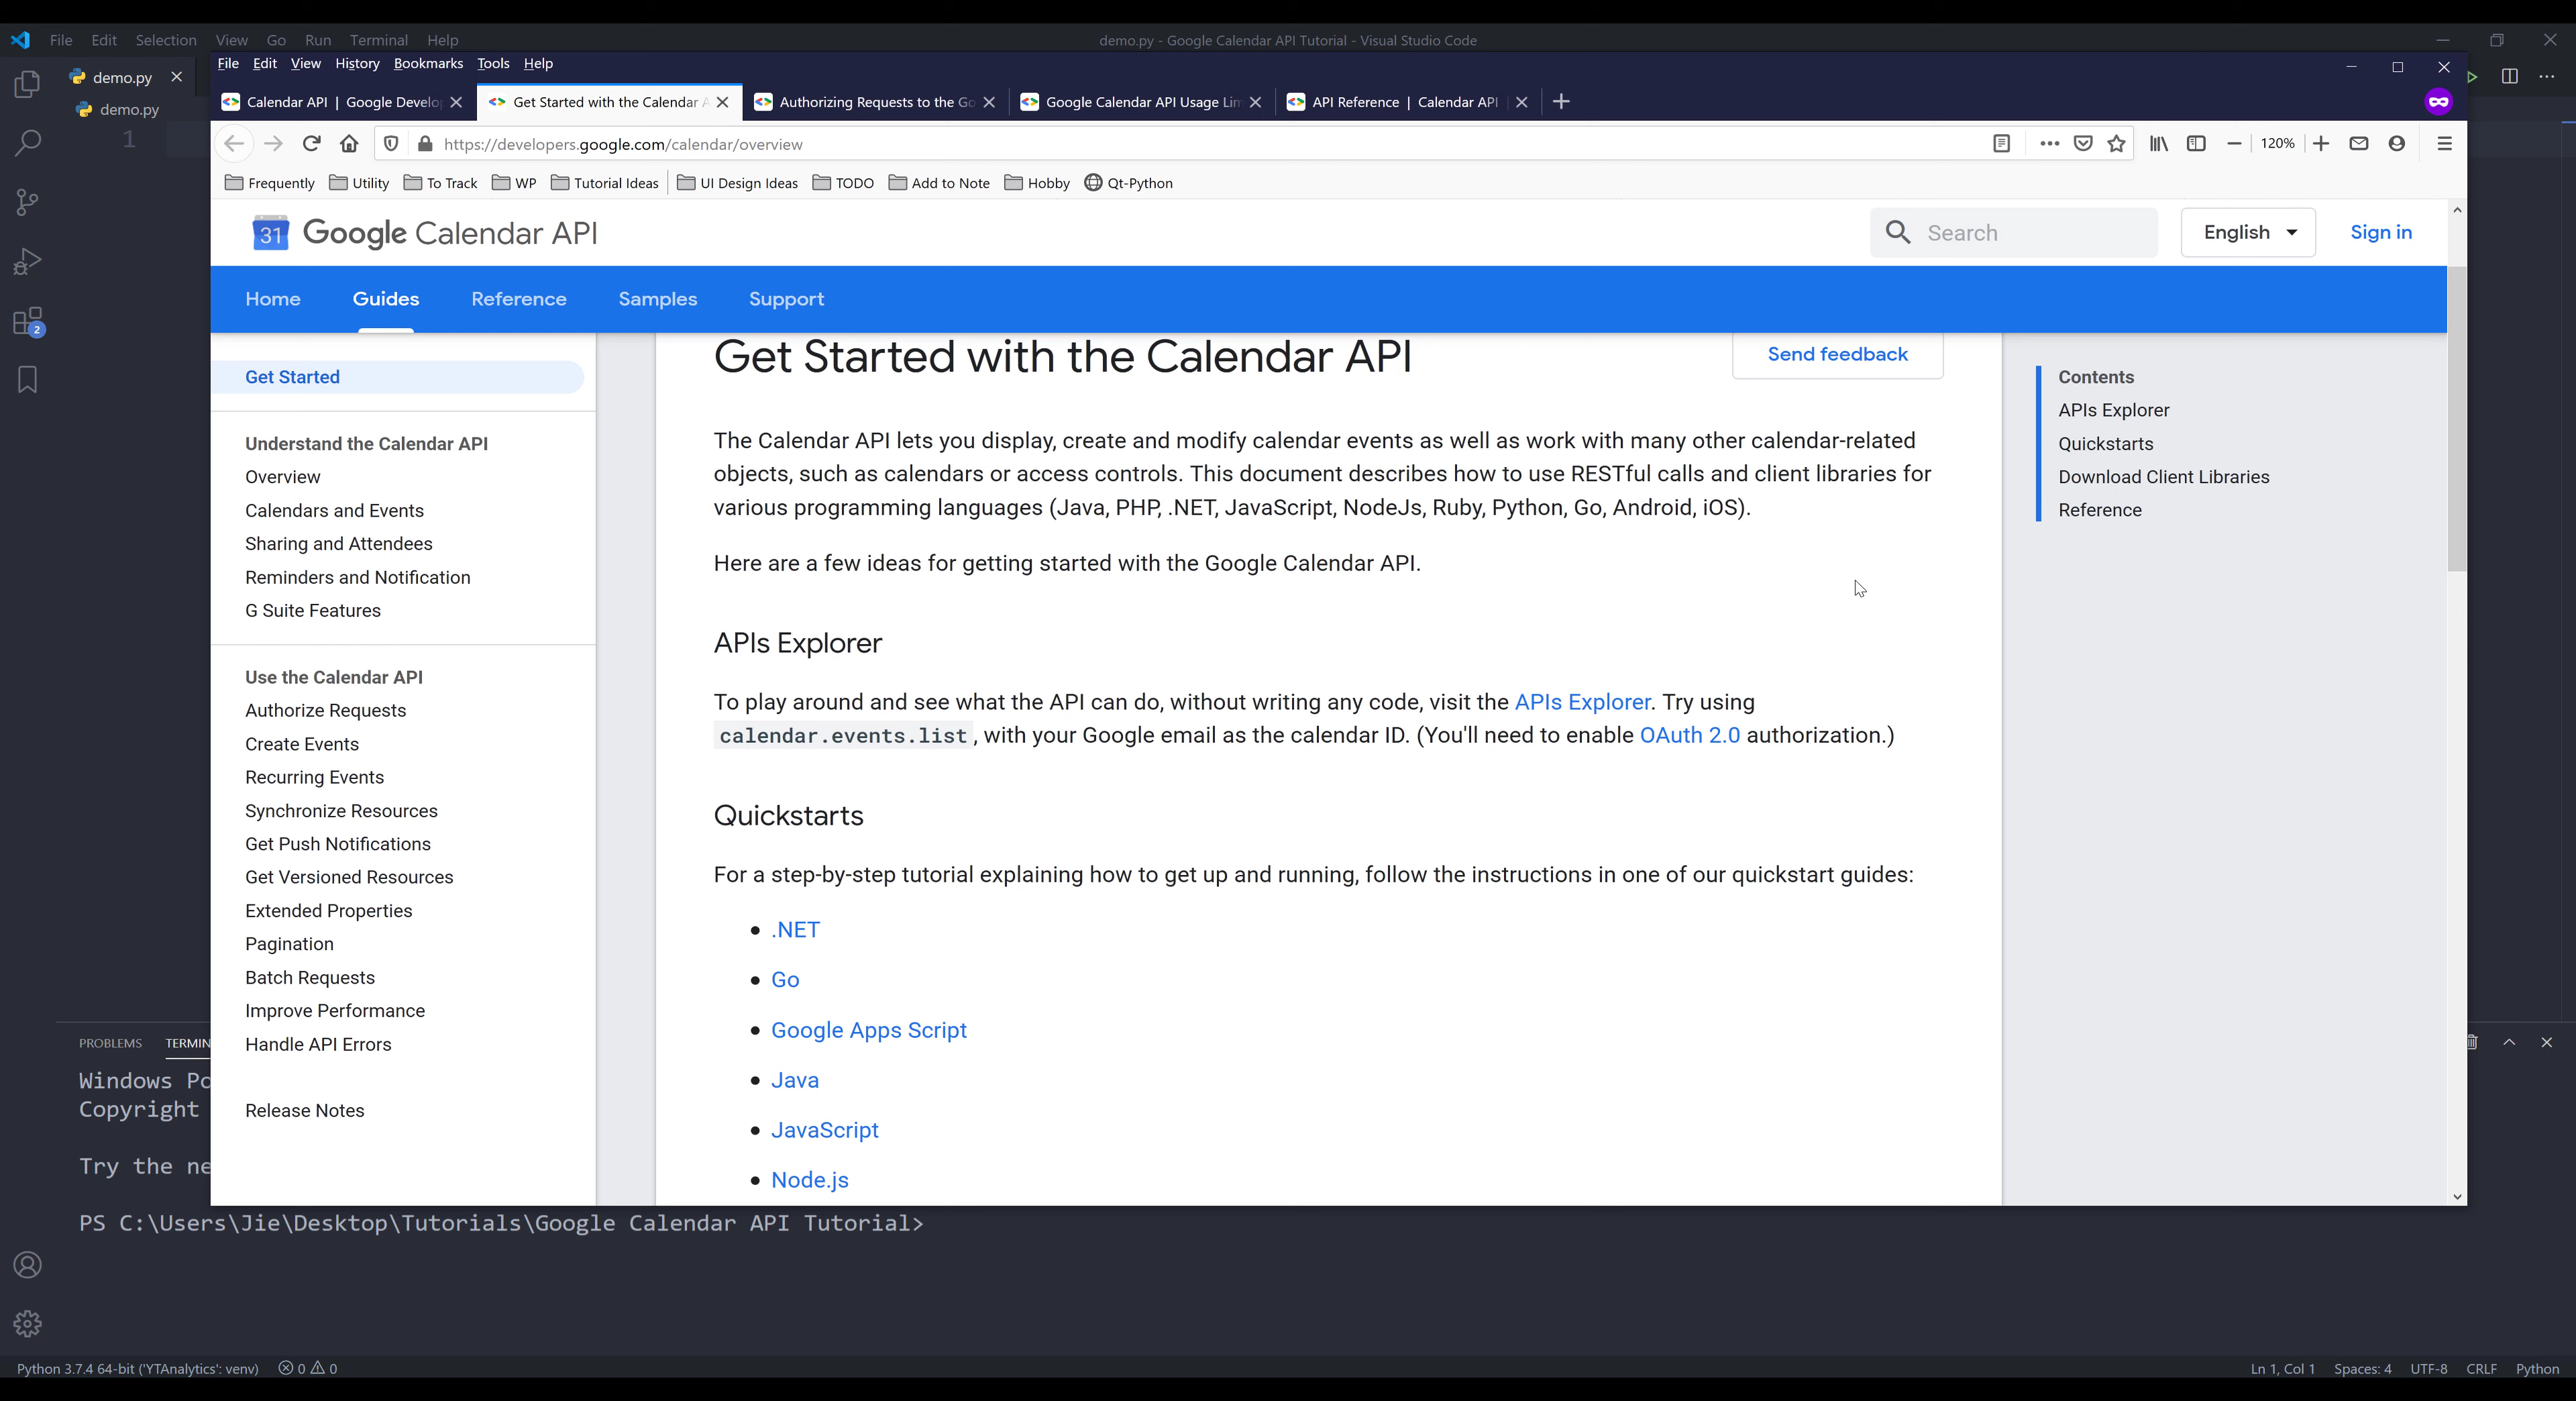 File Edit Selection View Go Run Terminal Help
demo.py - Google Calendar API Tutorial - Visual Studio Code
demo.py
demo.py
1
File Edit View History Bookmarks Tools Help
Calendar API | Google Develo
Get Started with the Calendar A
Authorizing Requests to the Go
Google Calendar API Usage Lim
API Reference | Calendar API
https://developers.google.com/calendar/overview
120%
Frequently Utility To Track WP Tutorial Ideas UI Design Ideas TODO Add to Note Hobby Qt-Python
31 Google Calendar API
Search
English
Sign in
Home Guides Reference Samples Support
Get Started
Understand the Calendar API
Overview
Calendars and Events
Sharing and Attendees
Reminders and Notification
G Suite Features
Use the Calendar API
Authorize Requests
Create Events
Recurring Events
Synchronize Resources
Get Push Notifications
Get Versioned Resources
Extended Properties
Pagination
Batch Requests
Improve Performance
Handle API Errors
Release Notes
Get Started with the Calendar API
Send feedback
The Calendar API lets you display, create and modify calendar events as well as work with many other calendar-related
objects, such as calendars or access controls. This document describes how to use RESTful calls and client libraries for
various programming languages (Java, PHP, .NET, JavaScript, NodeJs, Ruby, Python, Go, Android, iOS).
Here are a few ideas for getting started with the Google Calendar API.
APIs Explorer
To play around and see what the API can do, without writing any code, visit the APIs Explorer. Try using
calendar.events.list, with your Google email as the calendar ID. (You'll need to enable OAuth 2.0 authorization.)
Quickstarts
For a step-by-step tutorial explaining how to get up and running, follow the instructions in one of our quickstart guides:
.NET
Go
Google Apps Script
Java
JavaScript
Node.js
Contents
APIs Explorer
Quickstarts
Download Client Libraries
Reference
2
PROBLEMS TERMIN
Windows Po
Copyright
Try the ne
PS C:\Users\Jie\Desktop\Tutorials\Google Calendar API Tutorial>
Python 3.7.4 64-bit ('YTAnalytics': venv) 0 0
Ln 1, Col 1 Spaces: 4 UTF-8 CRLF Python